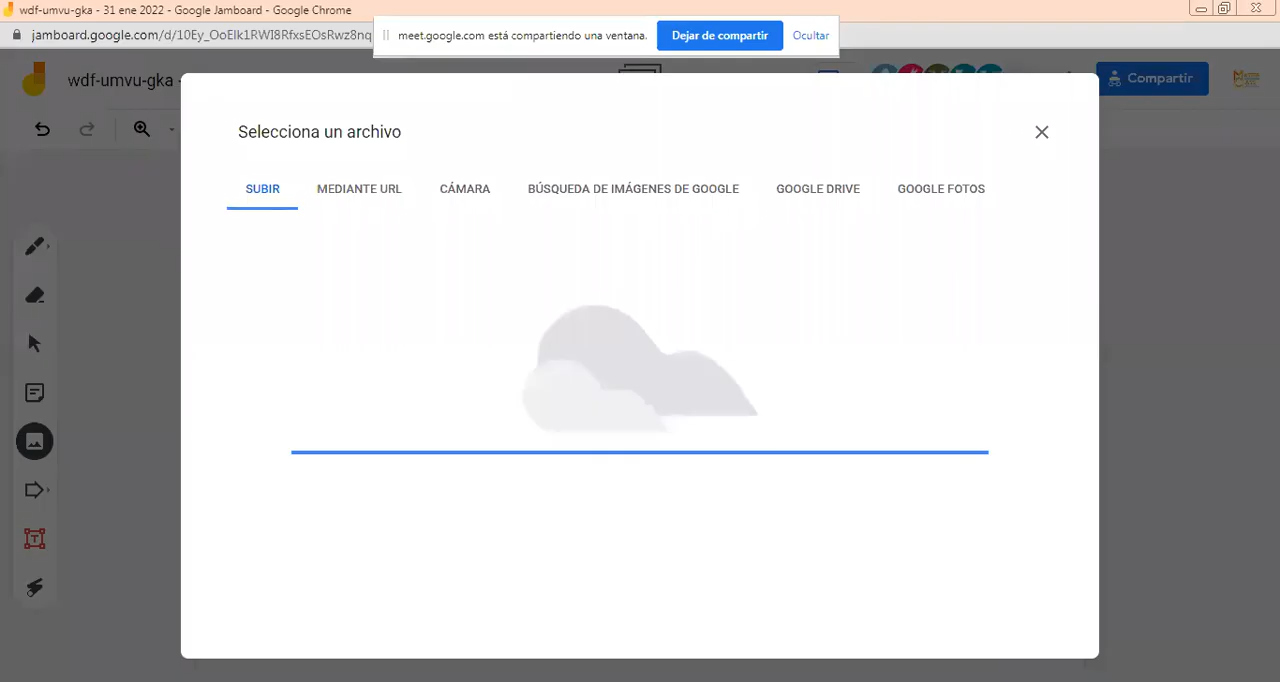 wdf-umvu-gka - 31 ene 2022 - Google Jamboard - Google Chrome
jamboard.google.com/d/10Ey_OoElk1RWI8RfxsEOsRwz8nq
meet.google.com está compartiendo una ventana.
Dejar de compartir
Ocultar
wdf-umvu-gka -
Compartir
Selecciona un archivo
SUBIR
MEDIANTE URL
CÁMARA
BÚSQUEDA DE IMÁGENES DE GOOGLE
GOOGLE DRIVE
GOOGLE FOTOS